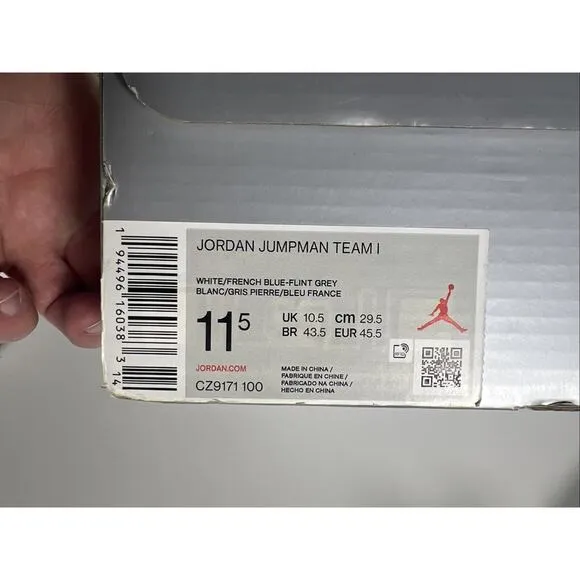 JORDAN JUMPMAN TEAM I
WHITE/FRENCH BLUE-FLINT GREY
BLANC/GRIS PIERRE/BLEU FRANCE
11 5 UK 10.5 cm 29.5
BR 43.5 EUR 45.5
JORDAN.COM
CZ9171 100
MADE IN CHINA /
FABRIQUE EN CHINE /
FABRICADO NA CHINA /
HECHO EN CHINA
1 94496 16038 3 14